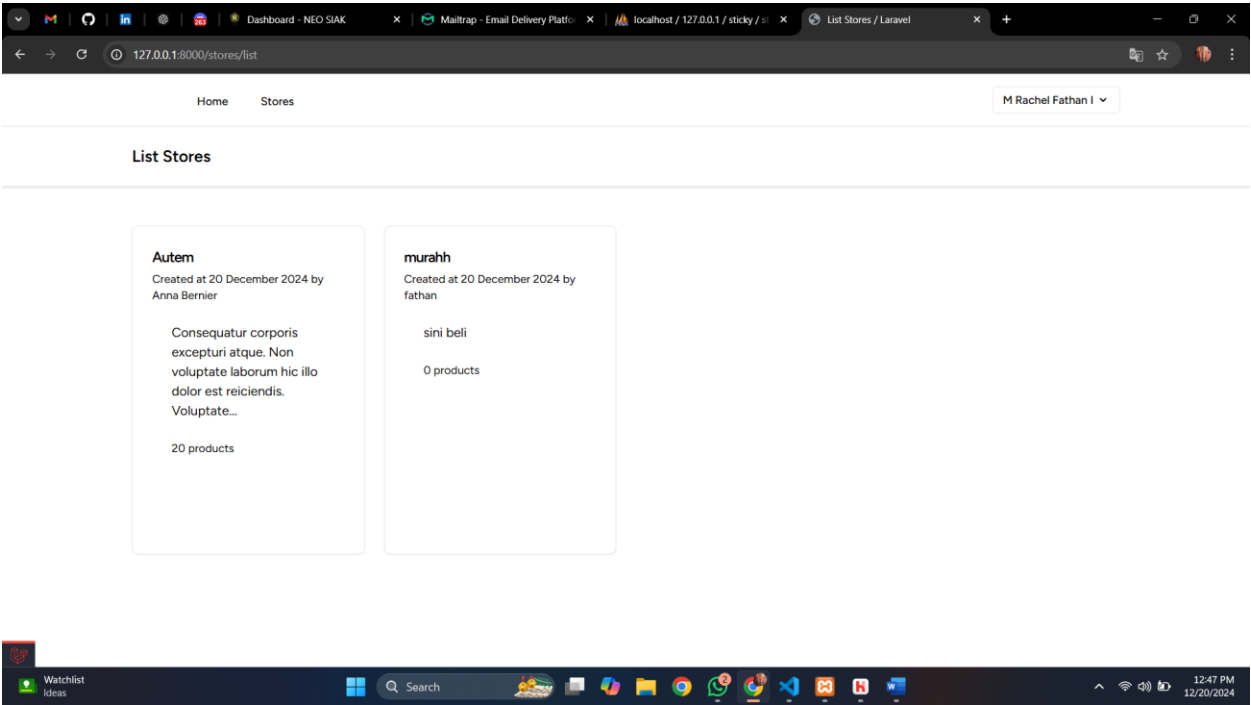 263
Dashboard - NEO SIAK
Mailtrap - Email Delivery Platfo
localhost / 127.0.0.1 / sticky / st
List Stores / Laravel
127.0.0.1:8000/stores/list
Home
Stores
M Rachel Fathan I
List Stores
Autem
Created at 20 December 2024 by
Anna Bernier
Consequatur corporis
excepturi atque. Non
voluptate laborum hic illo
dolor est reiciendis.
Voluptate...
20 products
murahh
Created at 20 December 2024 by
fathan
sini beli
0 products
Watchlist
Ideas
Search
2
12:47 PM
12/20/2024